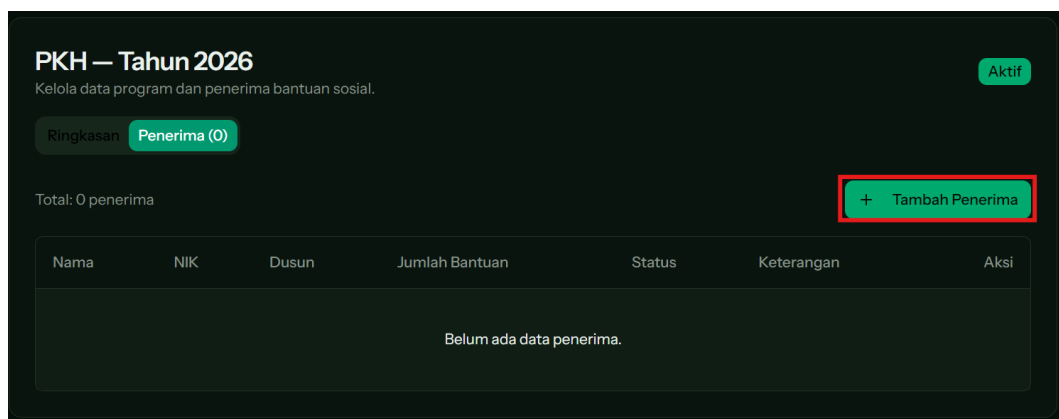 PKH — Tahun 2026
Aktif
Kelola data program dan penerima bantuan sosial.
Ringkasan Penerima (0)
Total: 0 penerima
+ Tambah Penerima
Nama NIK Dusun Jumlah Bantuan Status Keterangan Aksi
Belum ada data penerima.